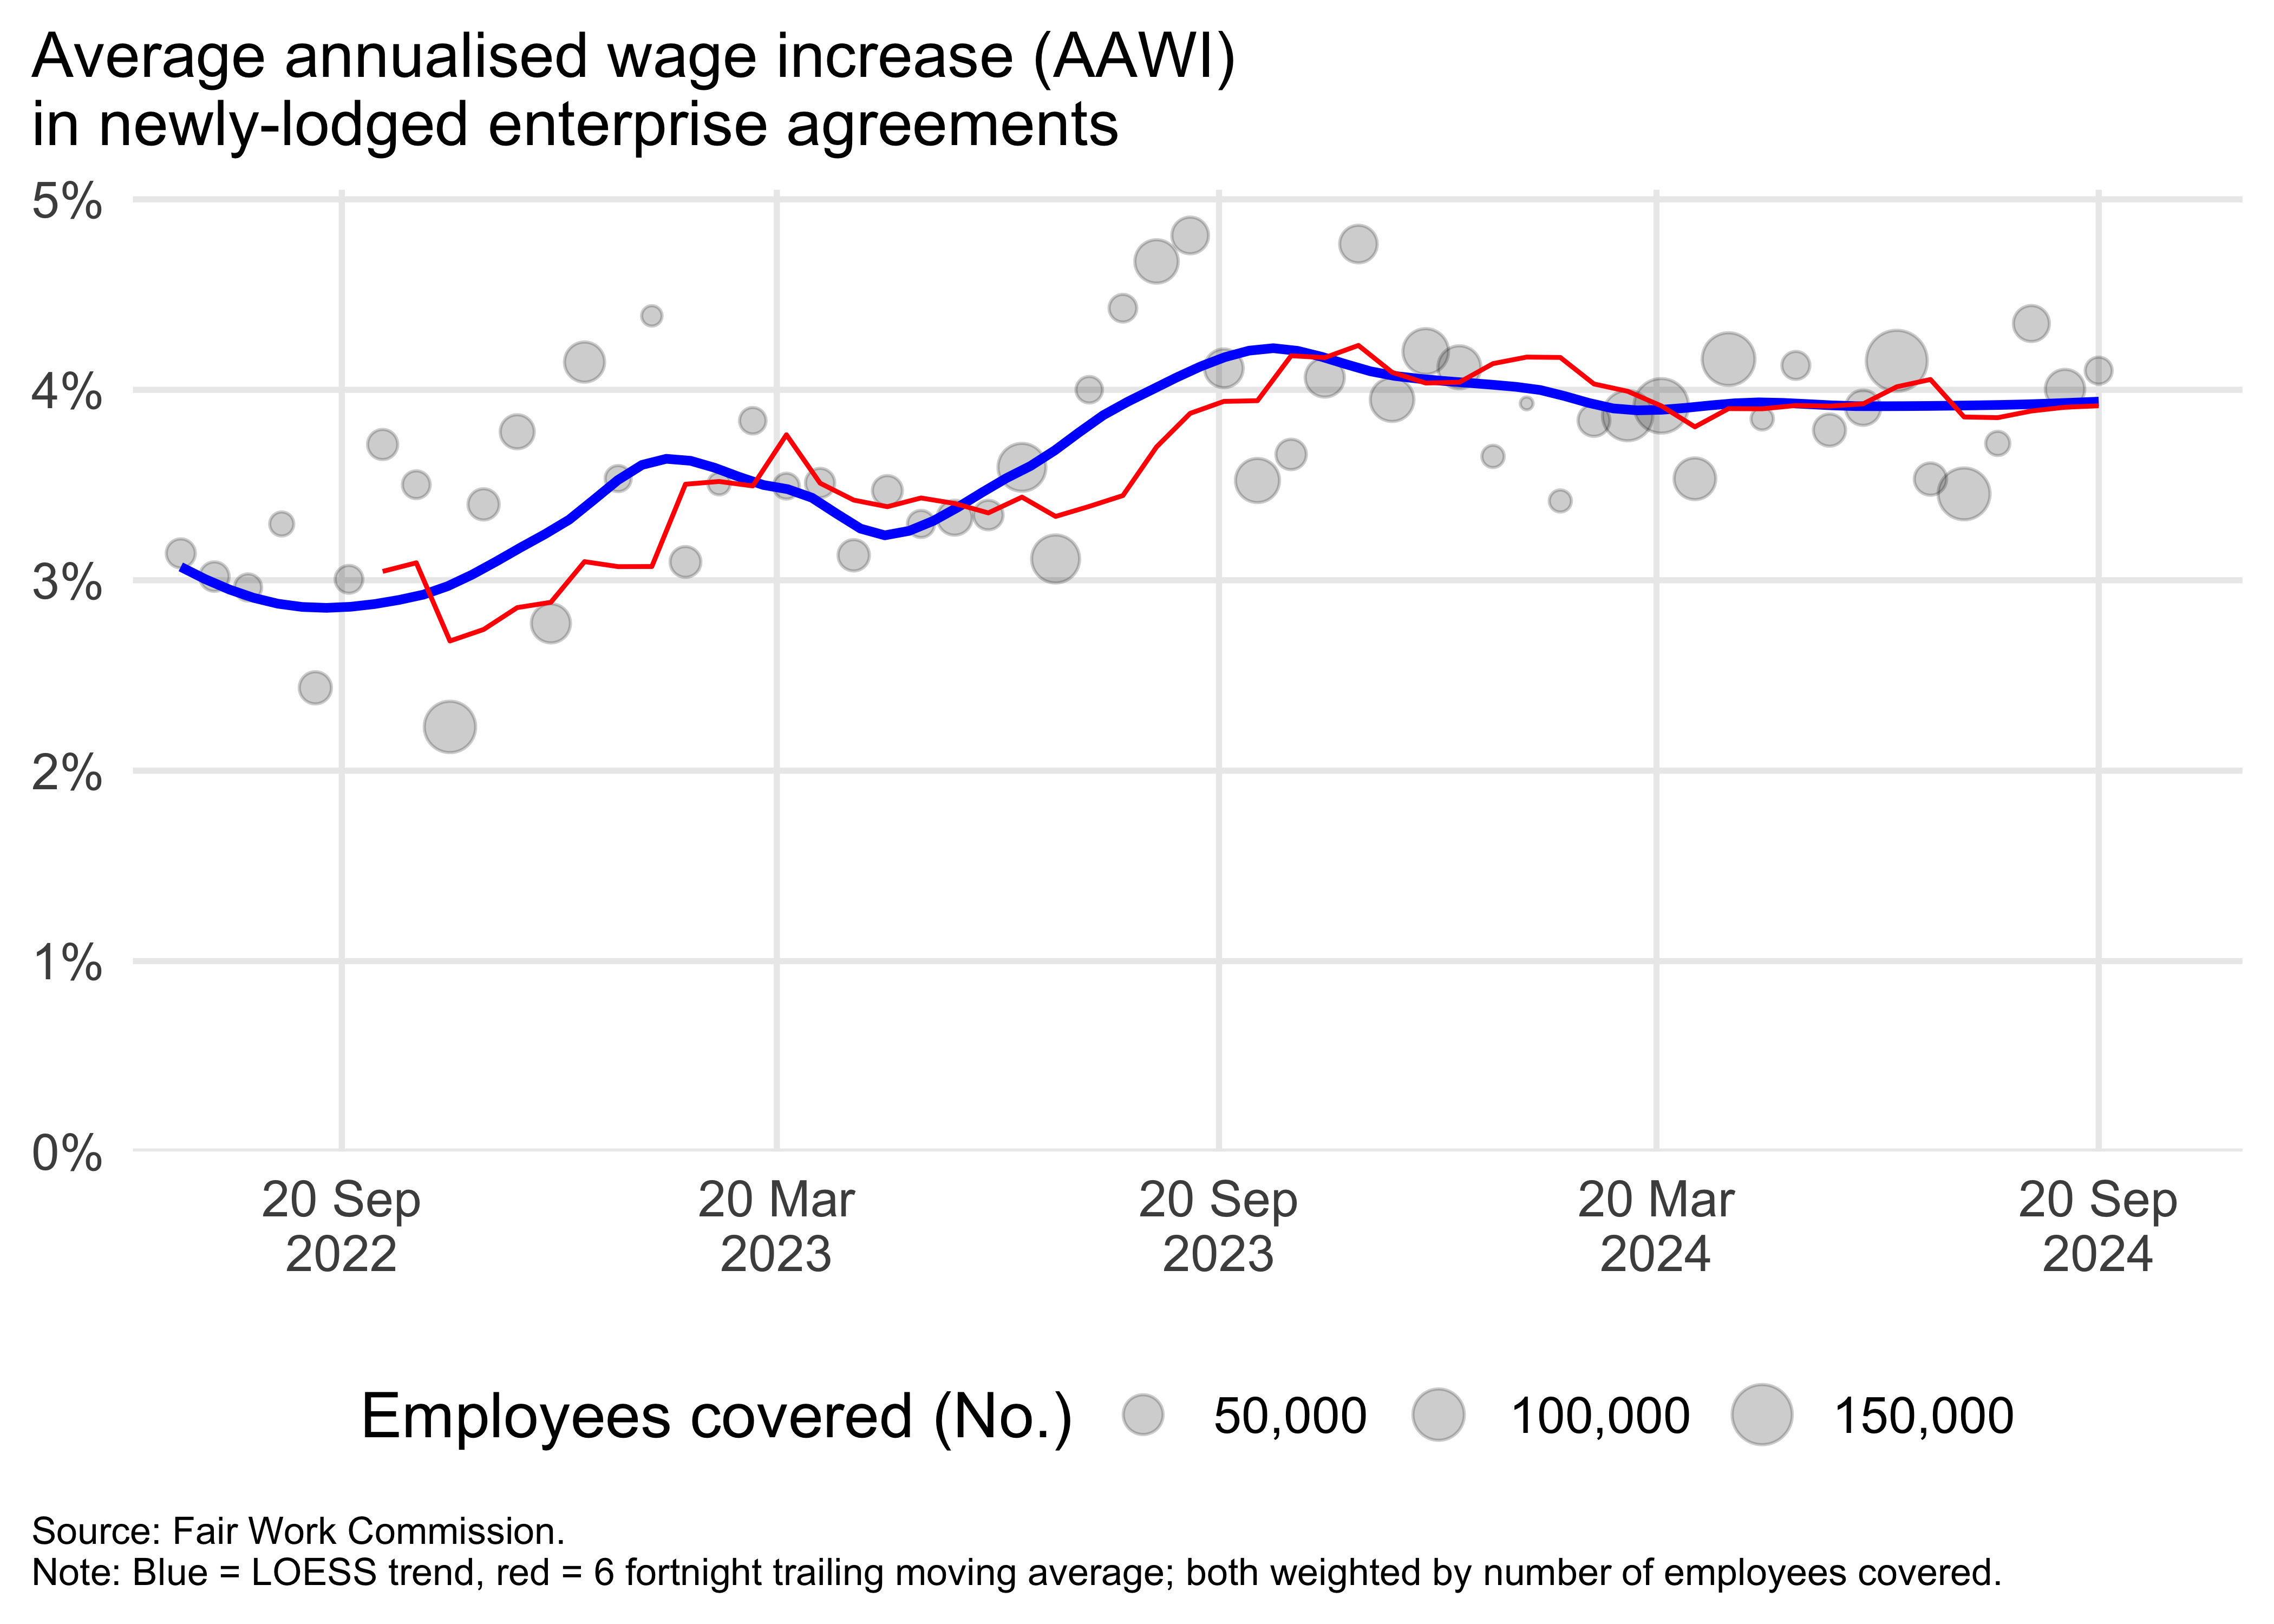 Average annualised wage increase (AAWI)
in newly-lodged enterprise agreements
5%
4%
3%
2%
1%
0%
20 Sep
2022
20 Mar
2023
20 Sep
2023
20 Mar
2024
20 Sep
2024
Employees covered (No.) 50,000 100,000 150,000
Source: Fair Work Commission.
Note: Blue = LOESS trend, red = 6 fortnight trailing moving average; both weighted by number of employees covered.